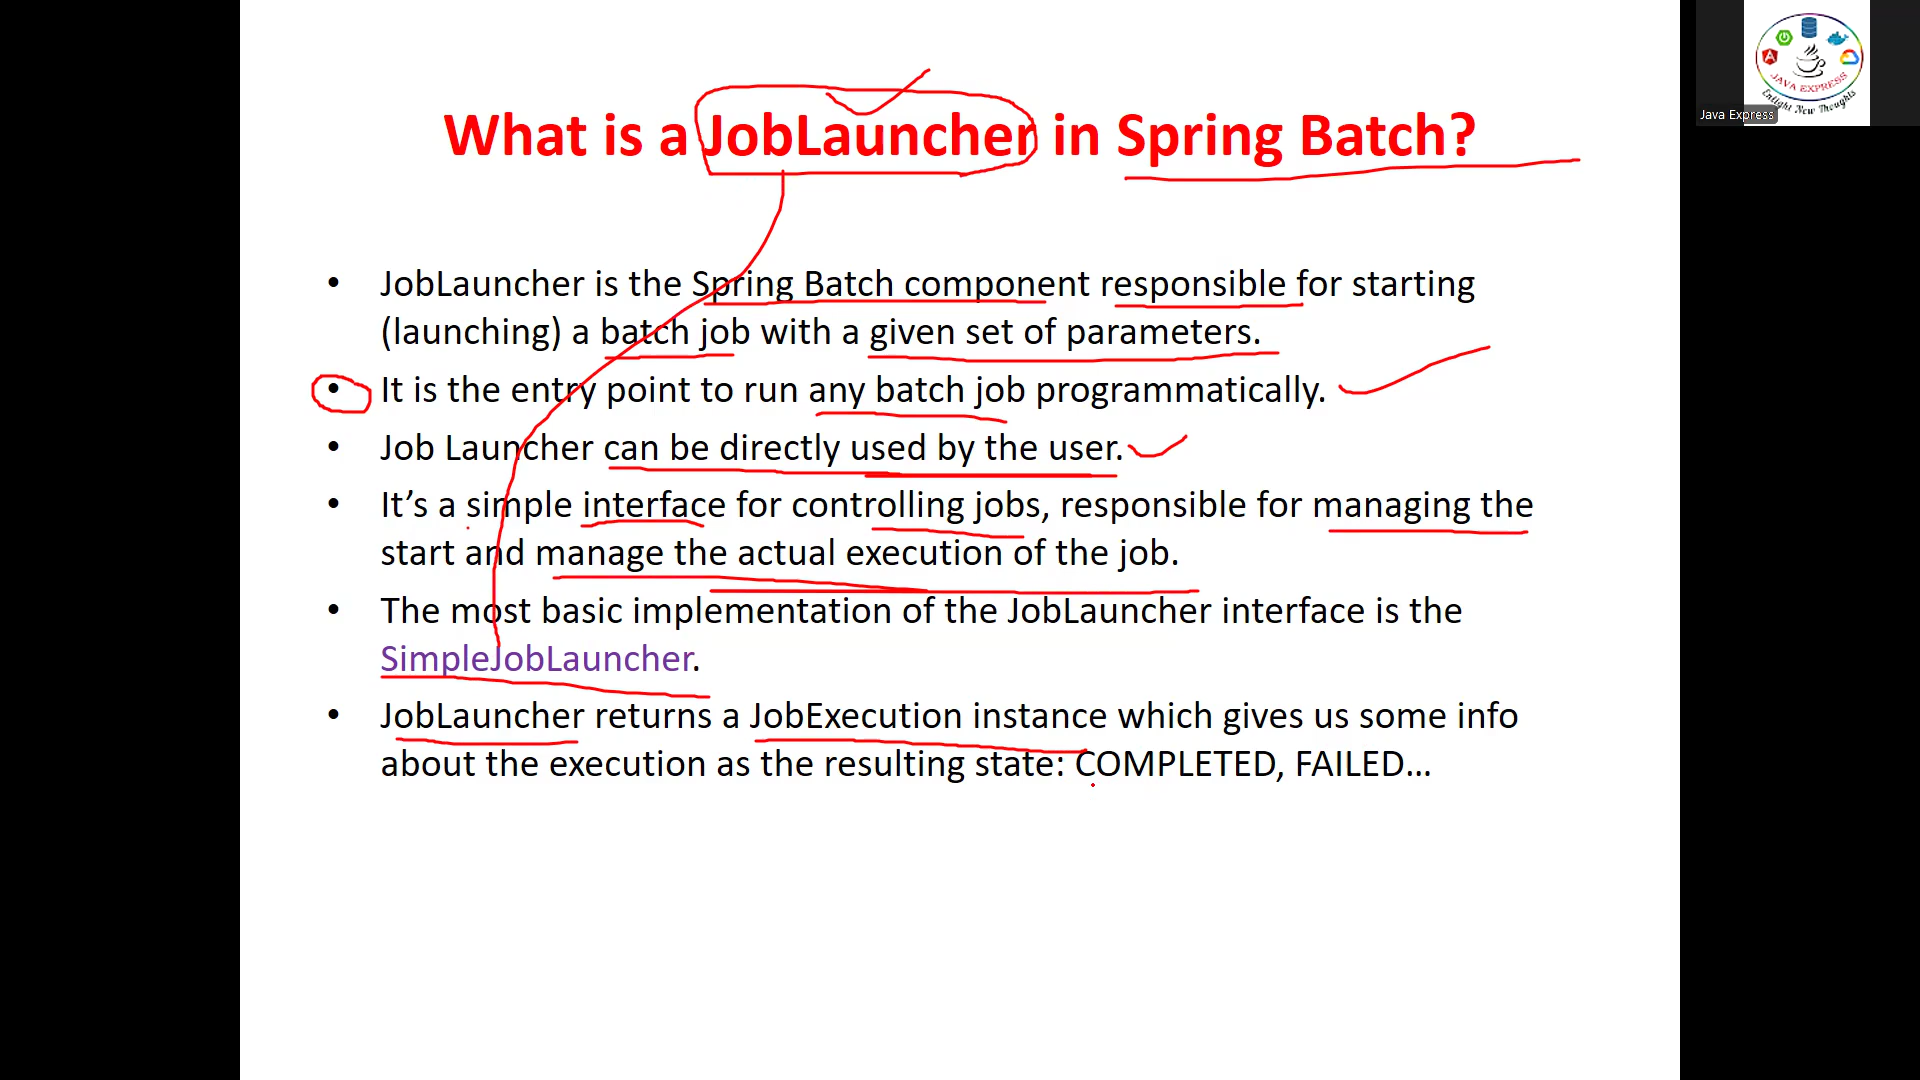 What is a JobLauncher in Spring Batch?
• JobLauncher is the Spring Batch component responsible for starting
(launching) a batch job with a given set of parameters.
• It is the entry point to run any batch job programmatically.
• Job Launcher can be directly used by the user.
• It’s a simple interface for controlling jobs, responsible for managing the
start and manage the actual execution of the job.
• The most basic implementation of the JobLauncher interface is the
SimpleJobLauncher.
• JobLauncher returns a JobExecution instance which gives us some info
about the execution as the resulting state: COMPLETED, FAILED…
JAVA EXPRESS
Enlight New Thoughts
Java Express